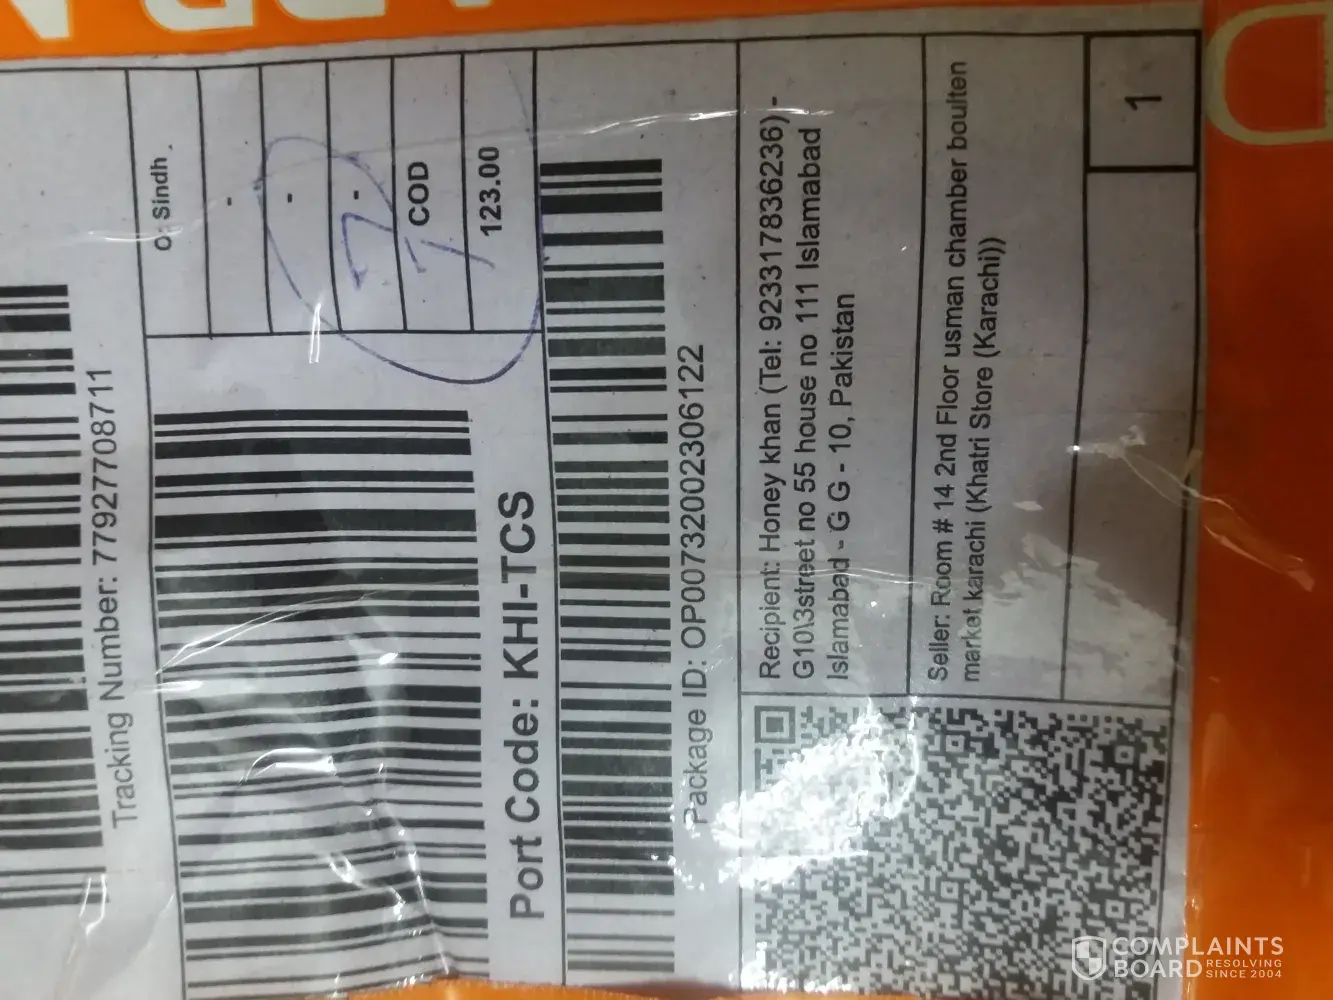 Tracking Number: 779277708711
o: Sindh.
-
-
-
COD
123.00
77
Port Code: KHI-TCS
Package ID: OP007320002306122
Recipient: Honey khan (Tel: 923317836236) -
G10\3street no 55 house no 111 Islamabad
Islamabad - G G - 10, Pakistan
Seller: Room # 14 2nd Floor usman chamber boulten
market karachi (Khatri Store (Karachi))
1
COMPLAINTS
BOARD
RESOLVING
SINCE 2004